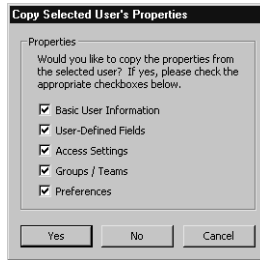 Copy Selected User's Properties
Properties
Would you like to copy the properties from
the selected user? If yes, please check the
appropriate checkboxes below.
Basic User Information
User-Defined Fields
Access Settings
Groups / Teams
Preferences
Yes No Cancel